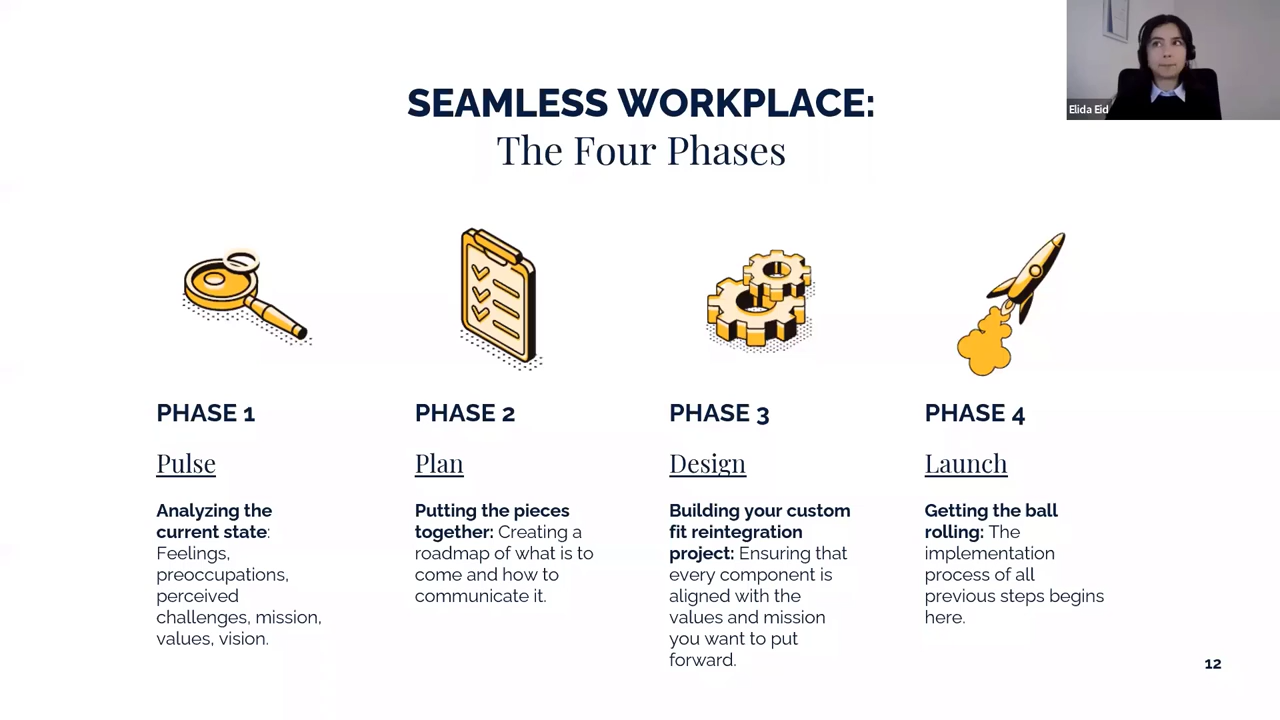 Elida Eid
SEAMLESS WORKPLACE:
The Four Phases
PHASE 1
Pulse
Analyzing the
current state:
Feelings,
preoccupations,
perceived
challenges, mission,
values, vision.
PHASE 2
Plan
Putting the pieces
together: Creating a
roadmap of what is to
come and how to
communicate it.
PHASE 3
Design
Building your custom
fit reintegration
project: Ensuring that
every component is
aligned with the
values and mission
you want to put
forward.
PHASE 4
Launch
Getting the ball
rolling: The
implementation
process of all
previous steps begins
here.
12